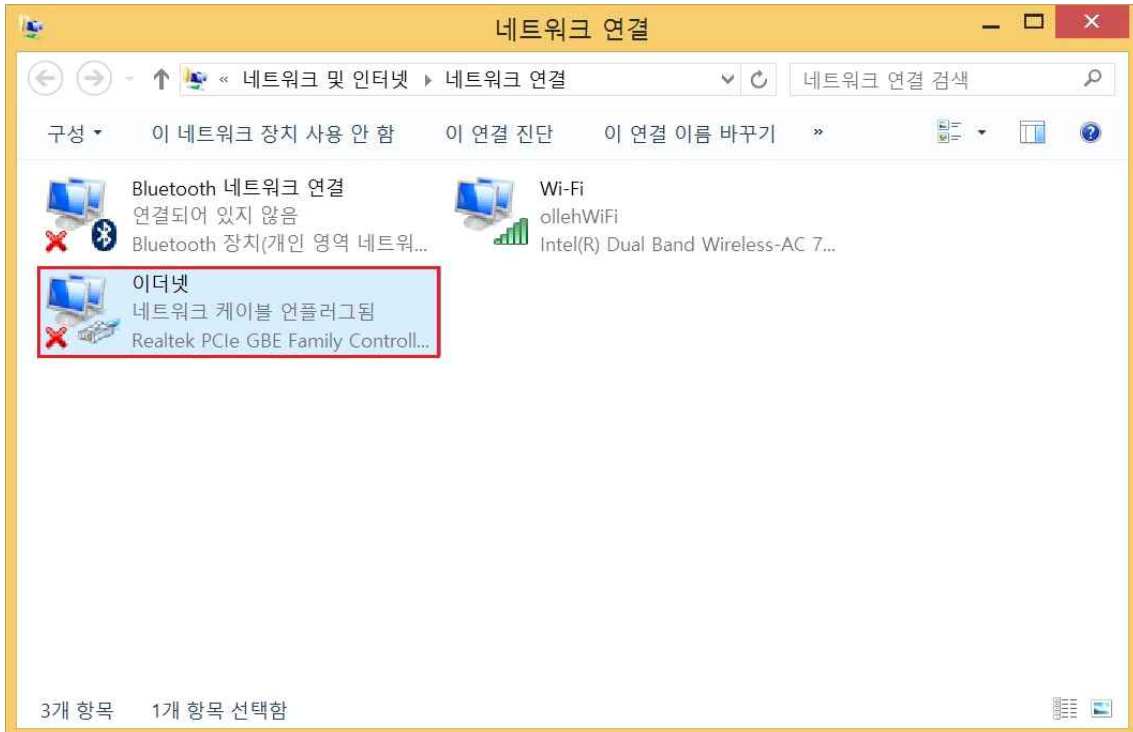 네트워크 연결
« 네트워크 및 인터넷 ▸ 네트워크 연결
네트워크 연결 검색
구성 이 네트워크 장치 사용 안 함 이 연결 진단 이 연결 이름 바꾸기 »
Bluetooth 네트워크 연결
연결되어 있지 않음
Bluetooth 장치(개인 영역 네트워...
Wi-Fi
ollehWiFi
Intel(R) Dual Band Wireless-AC 7...
이더넷
네트워크 케이블 언플러그됨
Realtek PCIe GBE Family Controll...
3개 항목 1개 항목 선택함